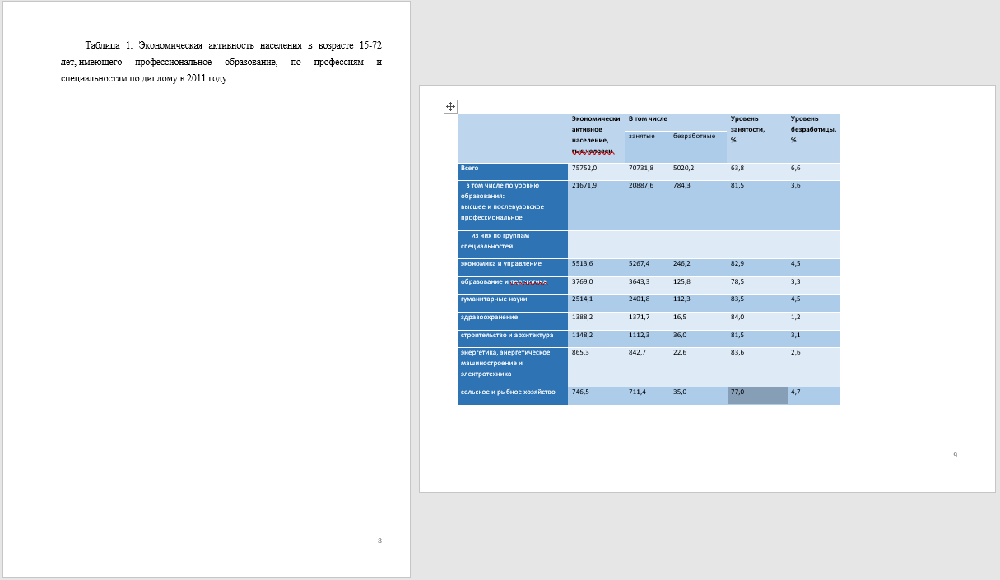 Таблица 1. Экономическая активность населения в возрасте 15-72
лет, имеющего профессиональное образование, по профессиям и
специальностям по диплому в 2011 году
8
Экономически
активное
население,
тыс.человек
В том числе
занятые безработные
Уровень
занятости,
%
Уровень
безработицы,
%
Всего 75752,0 70731,8 5020,2 63,8 6,6
в том числе по уровню 21671,9 20887,6 784,3 81,5 3,6
образования:
высшее и послевузовское
профессиональное
из них по группам
специальностей:
экономика и управление 5513,6 5267,4 246,2 82,9 4,5
образование и педагогика 3769,0 3643,3 125,8 78,5 3,3
гуманитарные науки 2514,1 2401,8 112,3 83,5 4,5
здравоохранение 1388,2 1371,7 16,5 84,0 1,2
строительство и архитектура 1148,2 1112,3 36,0 81,5 3,1
энергетика, энергетическое 865,3 842,7 22,6 83,6 2,6
машиностроение и
электротехника
сельское и рыбное хозяйство 746,5 711,4 35,0 77,0 4,7
9